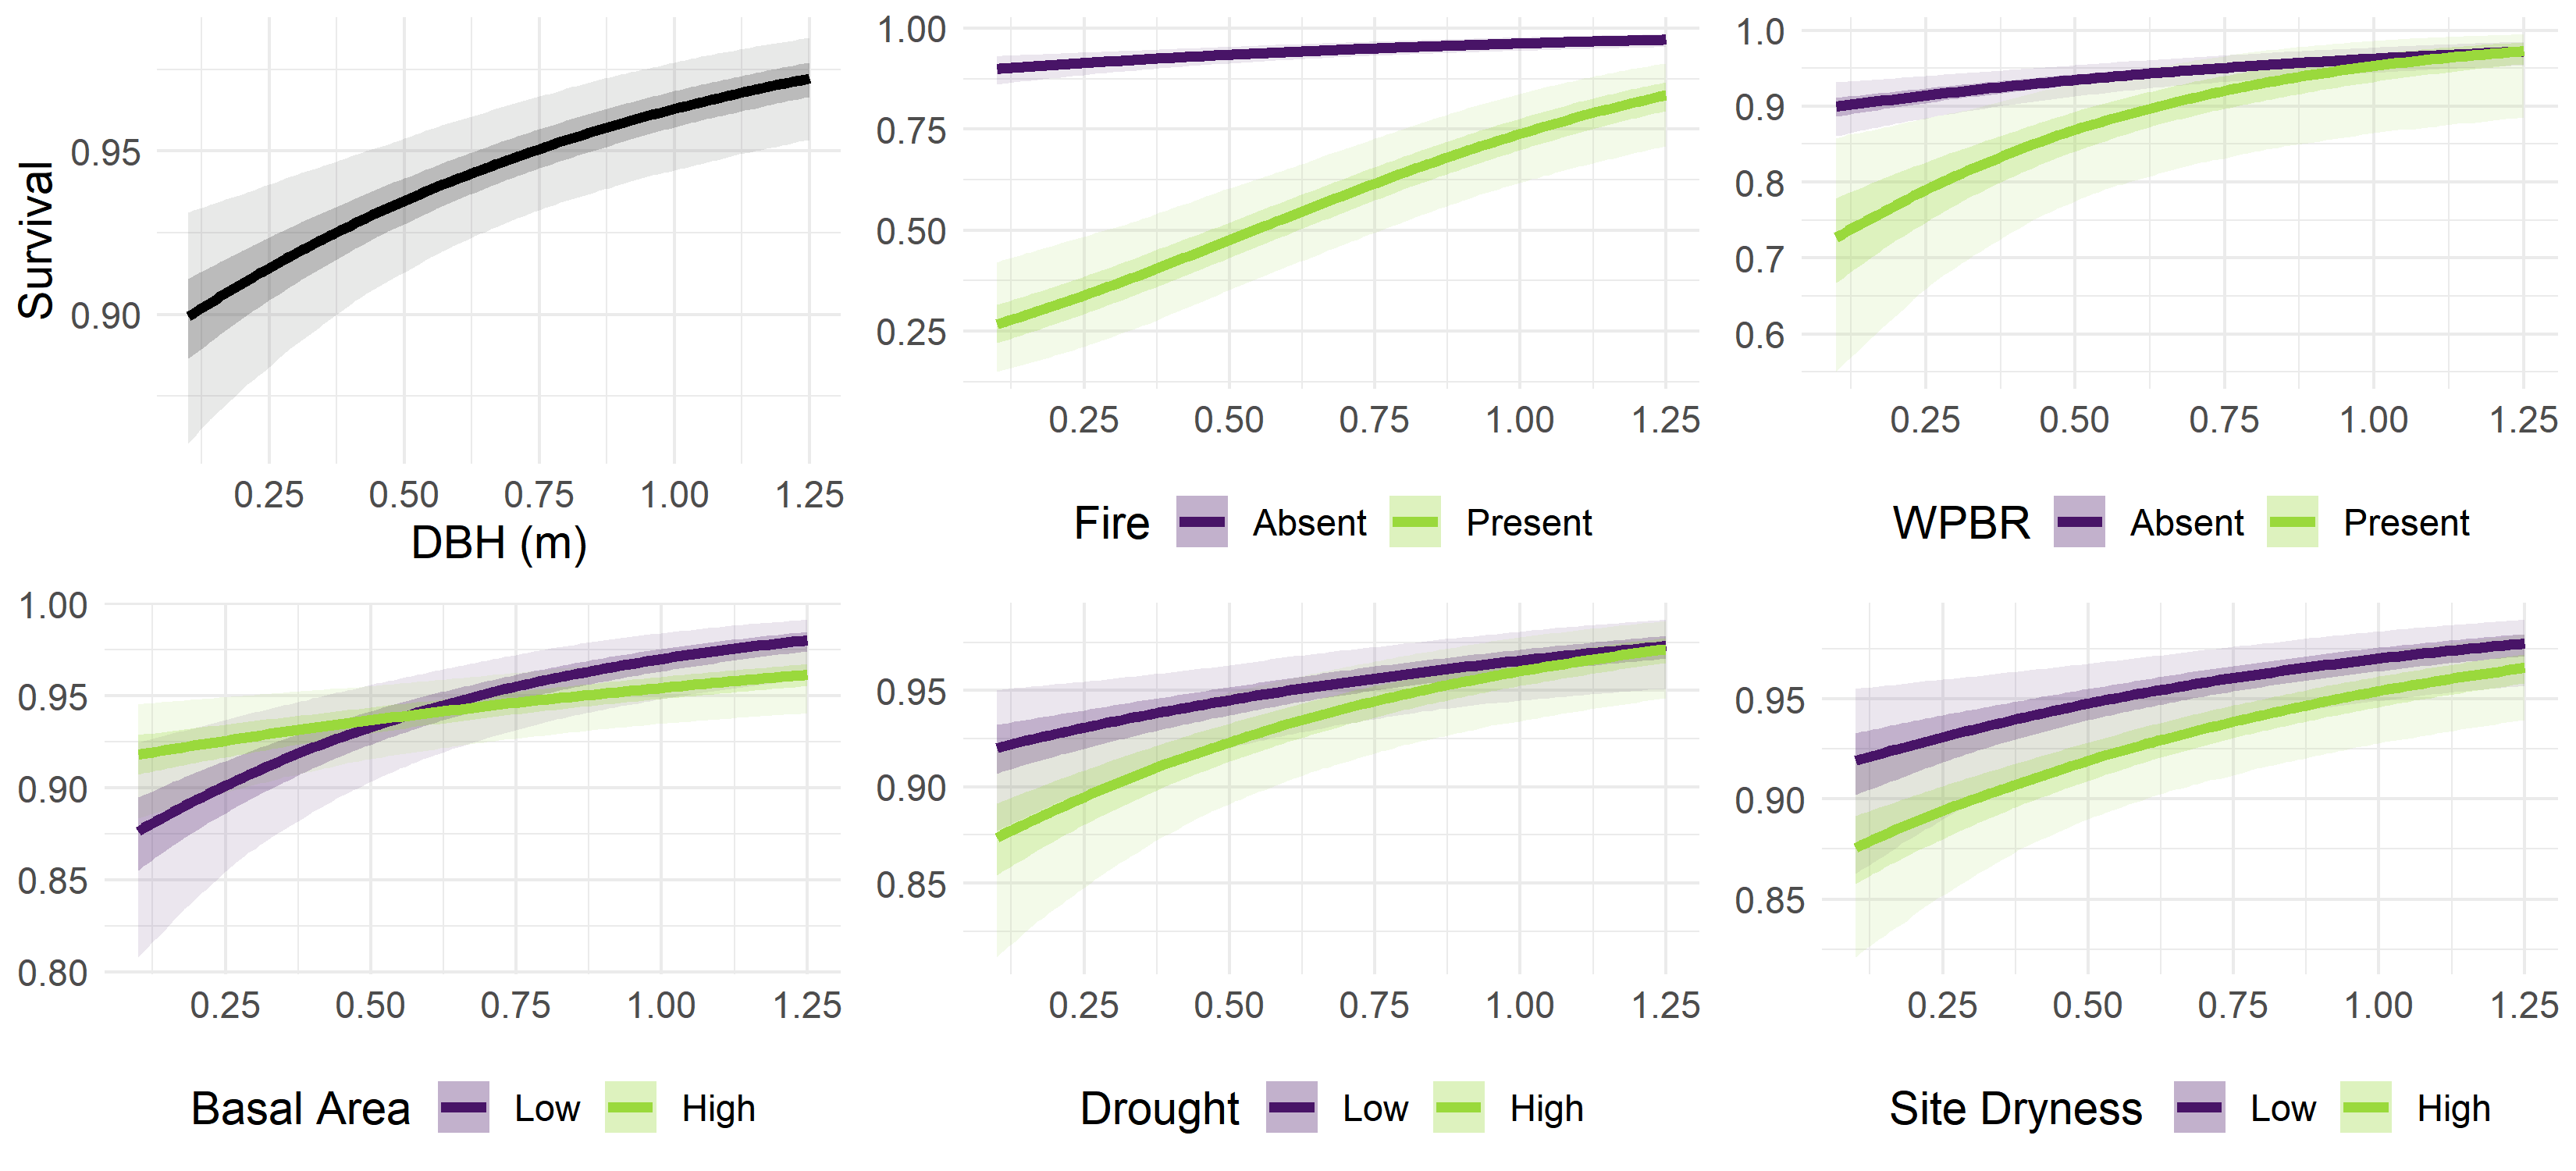 Survival
0.95
0.90
0.25 0.50 0.75 1.00 1.25
DBH (m)
1.00
0.75
0.50
0.25
0.25 0.50 0.75 1.00 1.25
Fire Absent Present
1.0
0.9
0.8
0.7
0.6
0.25 0.50 0.75 1.00 1.25
WPBR Absent Present
1.00
0.95
0.90
0.85
0.80
0.25 0.50 0.75 1.00 1.25
Basal Area Low High
0.95
0.90
0.85
0.25 0.50 0.75 1.00 1.25
Drought Low High
0.95
0.90
0.85
0.25 0.50 0.75 1.00 1.25
Site Dryness Low High